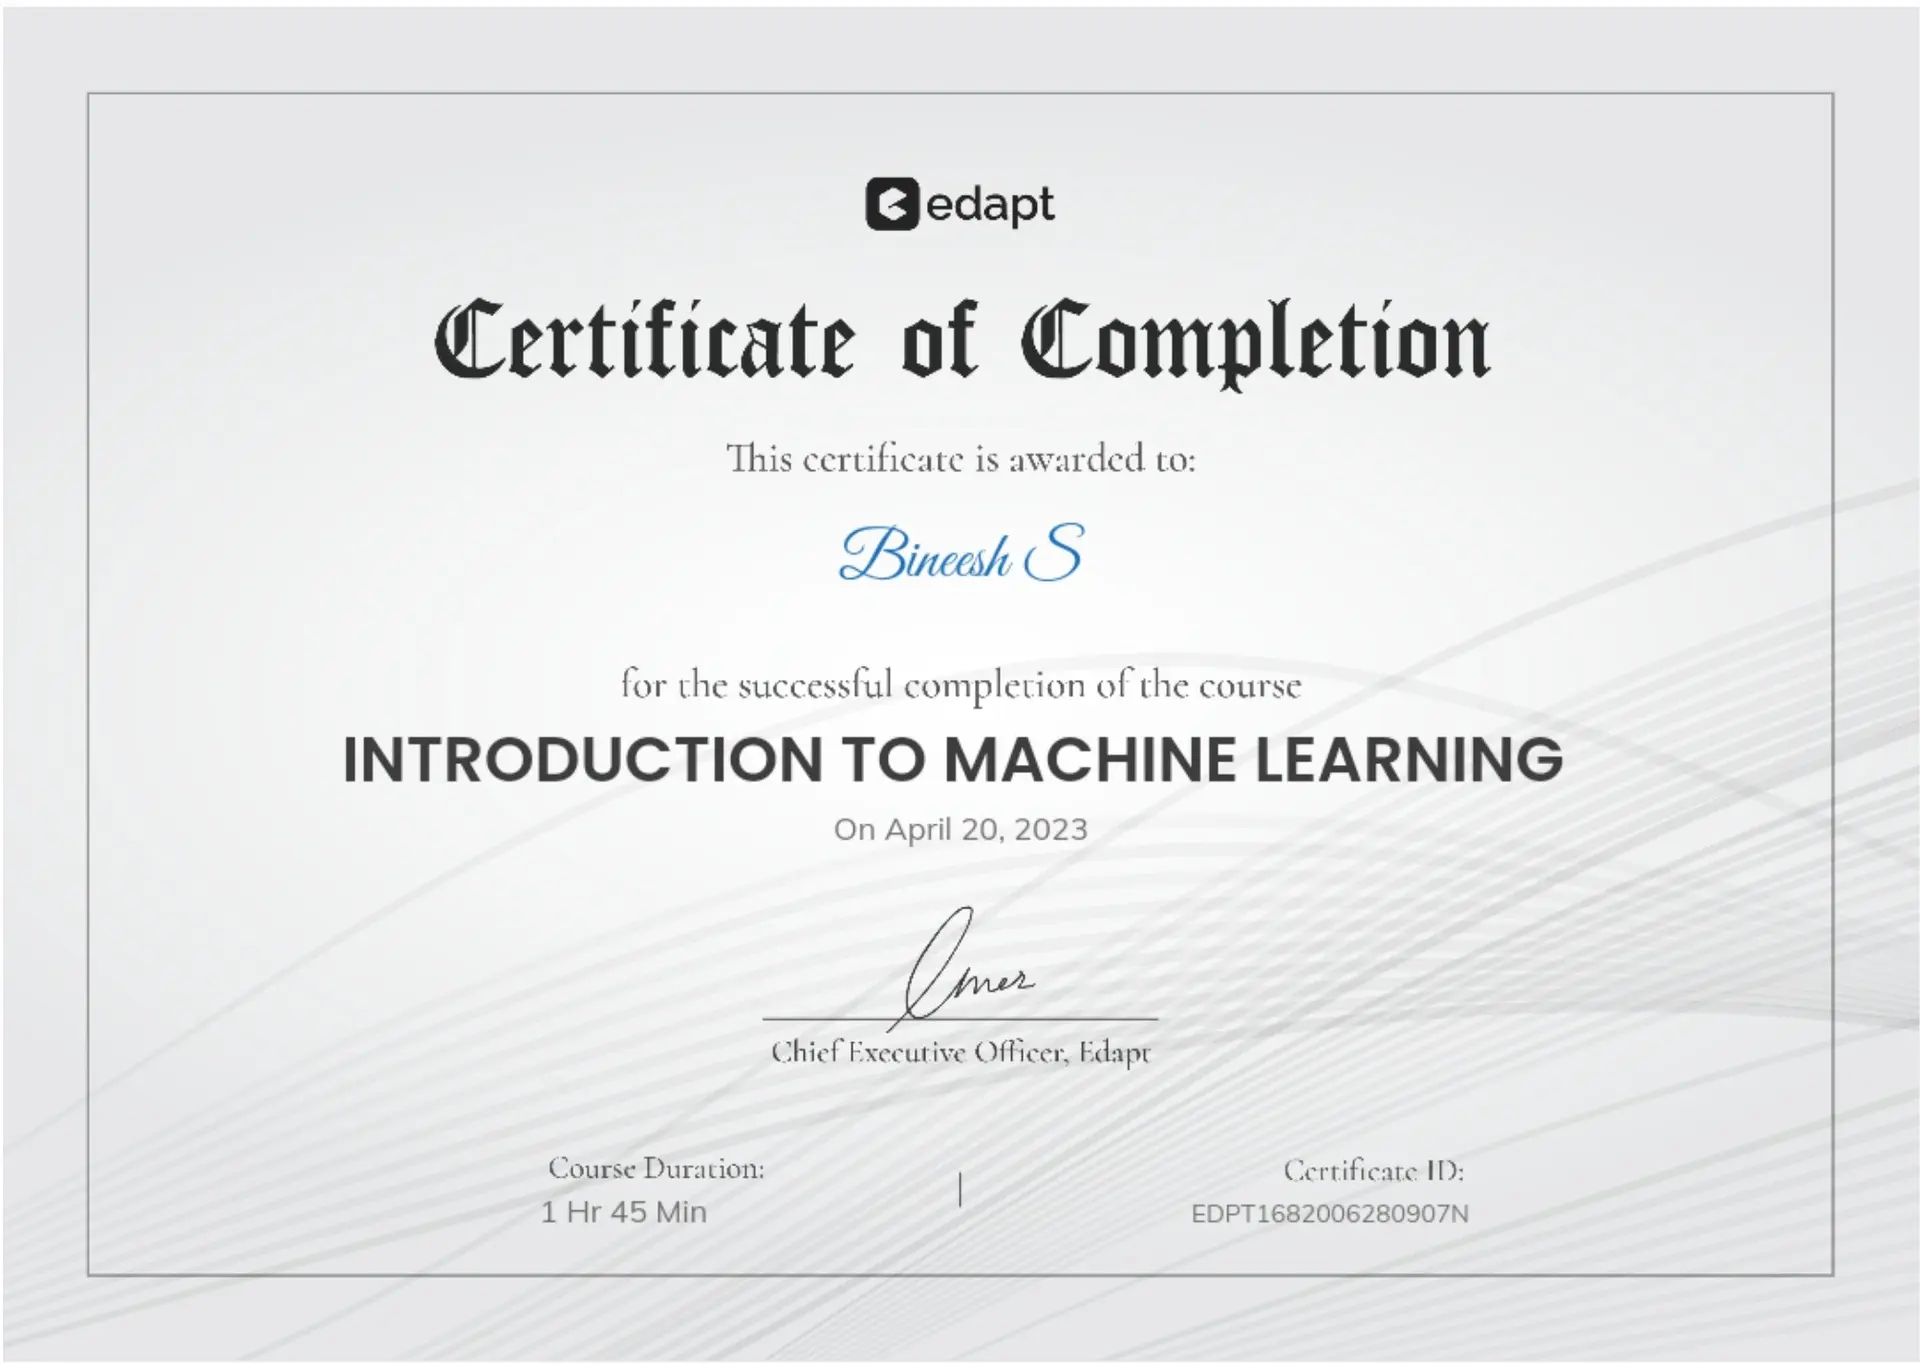 edapt
Certificate of Completion
This certificate is awarded to:
Bineesh S
for the successful completion of the course
INTRODUCTION TO MACHINE LEARNING
On April 20, 2023
Chief Executive Officer, Edapt
Course Duration:
1 Hr 45 Min
Certificate ID:
EDPT1682006280907N